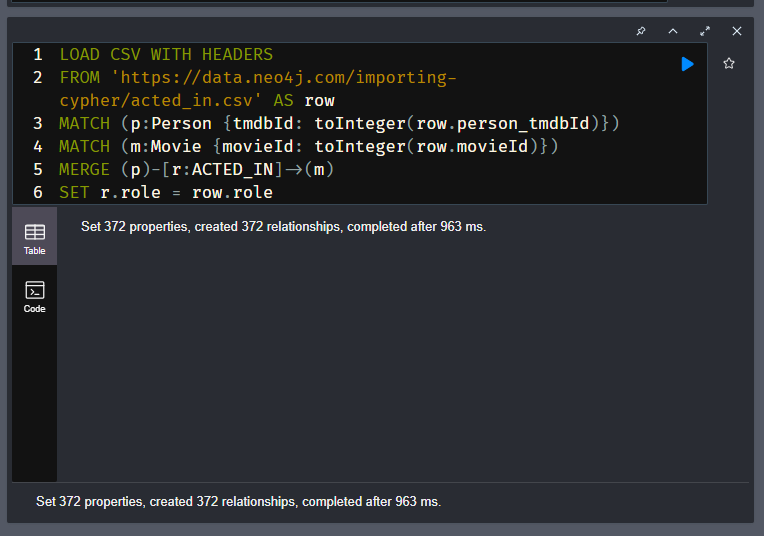 1 LOAD CSV WITH HEADERS
2 FROM 'https://data.neo4j.com/importing-
cypher/acted_in.csv' AS row
3 MATCH (p:Person {tmdbId: toInteger(row.person_tmdbId)})
4 MATCH (m:Movie {movieId: toInteger(row.movieId)})
5 MERGE (p)-[r:ACTED_IN]->(m)
6 SET r.role = row.role
Set 372 properties, created 372 relationships, completed after 963 ms.
Table
Code
Set 372 properties, created 372 relationships, completed after 963 ms.